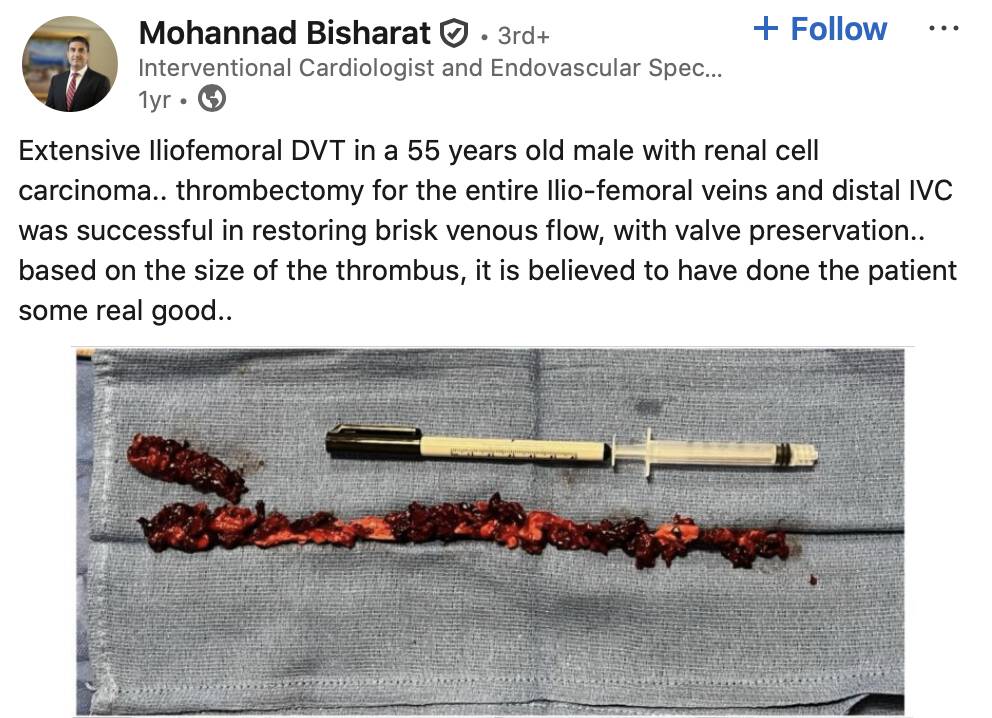 Mohannad Bisharat • 3rd+
+ Follow ...
Interventional Cardiologist and Endovascular Spec...
1yr •
Extensive Iliofemoral DVT in a 55 years old male with renal cell
carcinoma.. thrombectomy for the entire Ilio-femoral veins and distal IVC
was successful in restoring brisk venous flow, with valve preservation..
based on the size of the thrombus, it is believed to have done the patient
some real good..